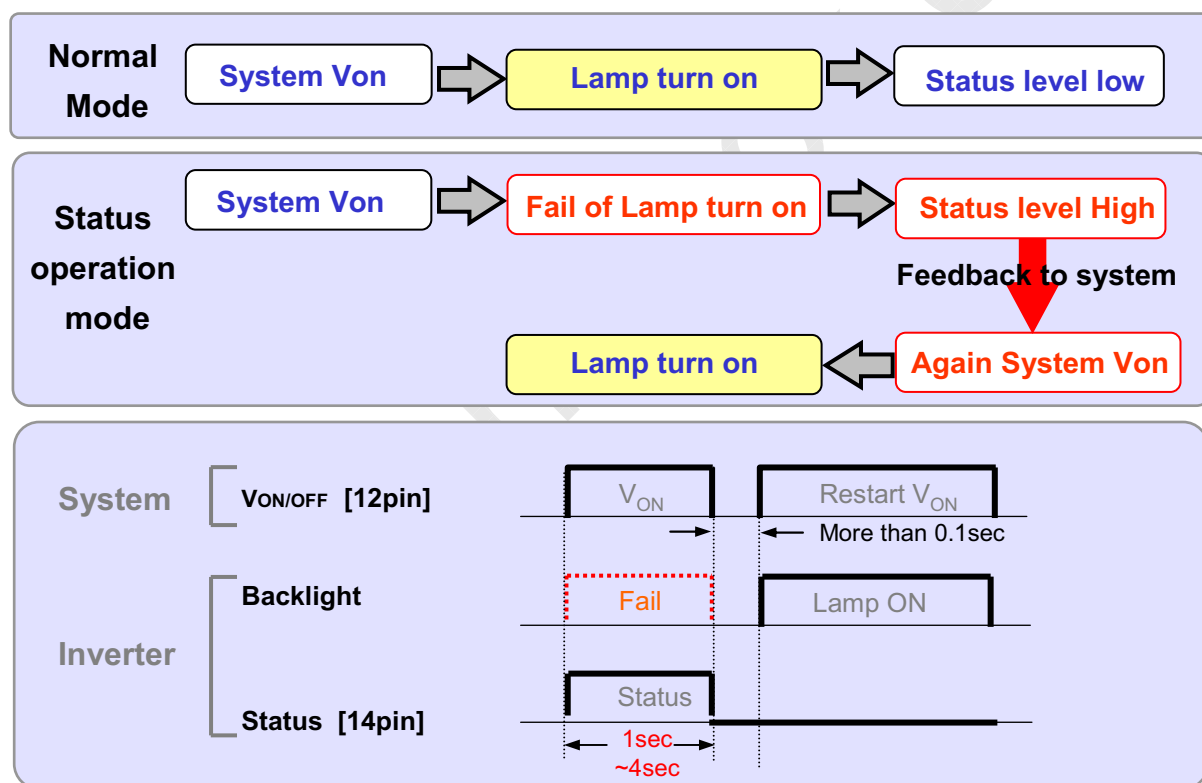 Normal
Mode
System Von
Lamp turn on
Status level low
Status
operation
mode
System Von
Fail of Lamp turn on
Status level High
Feedback to system
Lamp turn on
Again System Von
System
VON/OFF [12pin]
VON
Restart VON
More than 0.1sec
Inverter
Backlight
Fail
Lamp ON
Status [14pin]
Status
1sec
~4sec